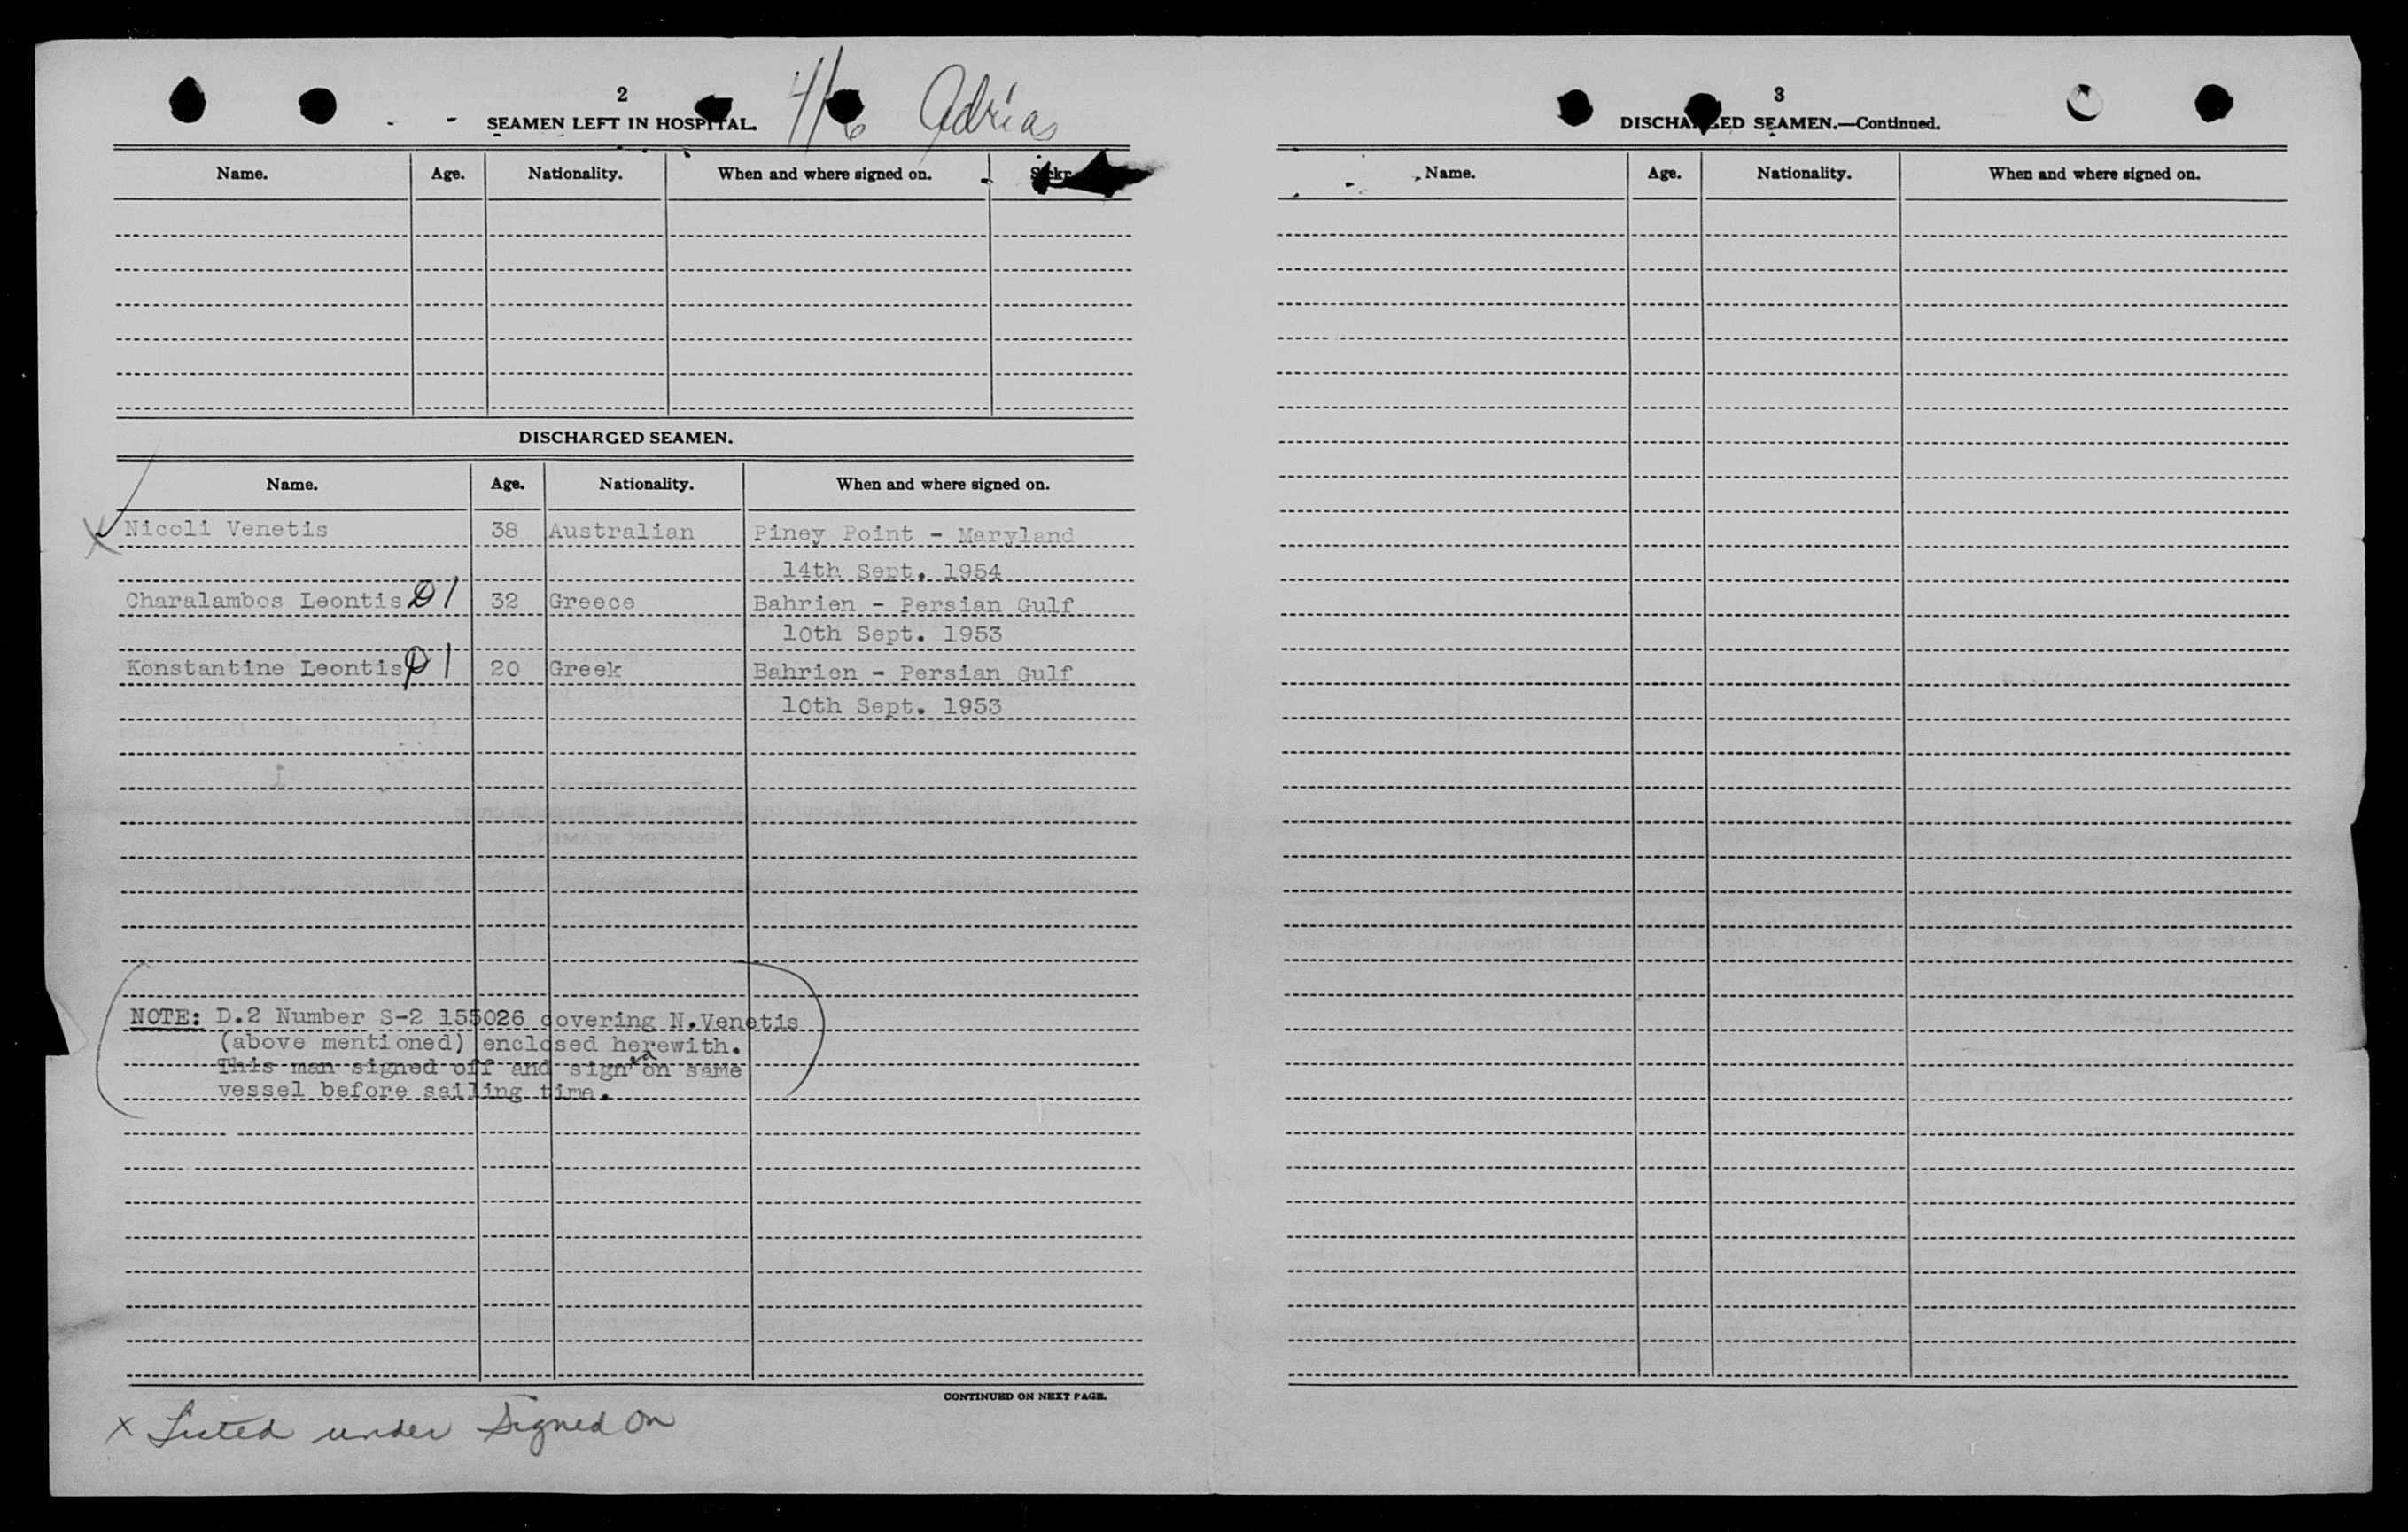 2
SEAMEN LEFT IN HOSPITAL.
Adrias
Name. Age. Nationality. When and where signed on.
DISCHARGED SEAMEN.
Name. Age. Nationality. When and where signed on.
X Nicoli Venetis 38 Australian Piney Point - Maryland
14th Sept. 1954
Charalambos Leontis D1 32 Greece Bahrien - Persian Gulf
10th Sept. 1953
Konstantine Leontis D1 20 Greek Bahrien - Persian Gulf
10th Sept. 1953
NOTE: D.2 Number S-2 155026 covering N.Venetis
(above mentioned) enclosed herewith.
This man signed off and signed on same
vessel before sailing time.
CONTINUED ON NEXT PAGE.
x Listed under Signed On
3
DISCHARGED SEAMEN.—Continued.
Name. Age. Nationality. When and where signed on.